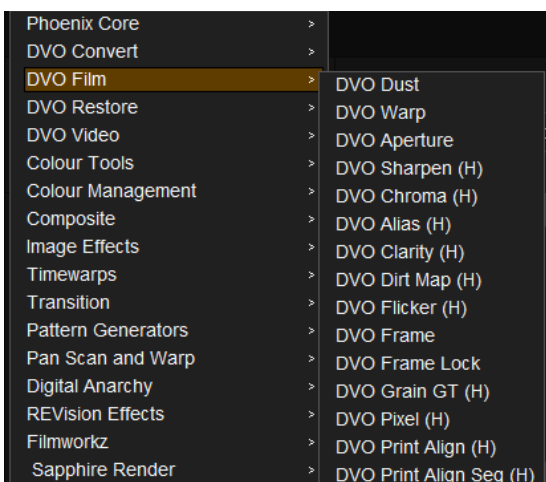 Phoenix Core >
DVO Convert >
DVO Film >
DVO Restore >
DVO Video >
Colour Tools >
Colour Management >
Composite >
Image Effects >
Timewarps >
Transition >
Pattern Generators >
Pan Scan and Warp >
Digital Anarchy >
REVision Effects >
Filmworkz >
Sapphire Render >
DVO Dust
DVO Warp
DVO Aperture
DVO Sharpen (H)
DVO Chroma (H)
DVO Alias (H)
DVO Clarity (H)
DVO Dirt Map (H)
DVO Flicker (H)
DVO Frame
DVO Frame Lock
DVO Grain GT (H)
DVO Pixel (H)
DVO Print Align (H)
DVO Print Align Seq (H)